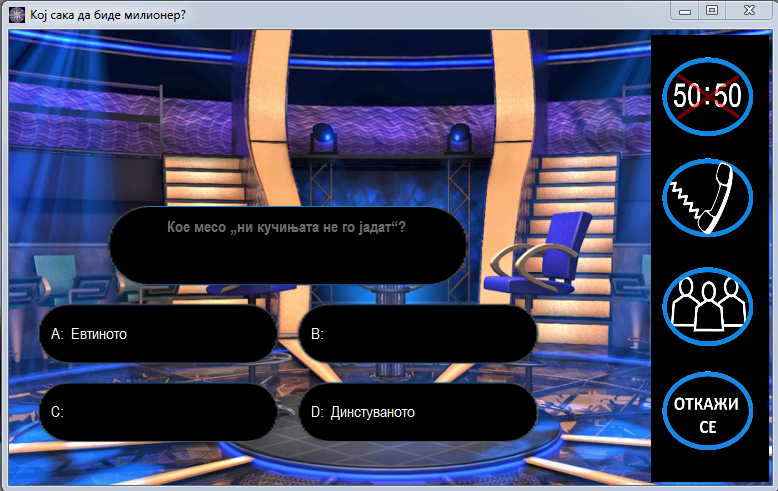 Кој сака да биде милионер?
50:50
Кое месо „ни кучињата не го јадат“?
A: Евтиното
B:
C:
D: Динстуваното
ОТКАЖИ
СЕ